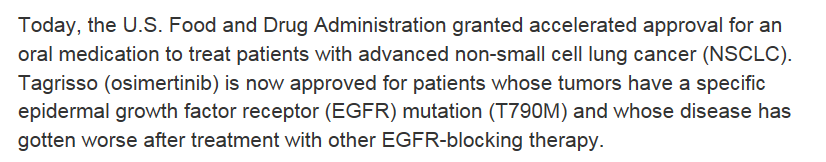 Today, the U.S. Food and Drug Administration granted accelerated approval for an
oral medication to treat patients with advanced non-small cell lung cancer (NSCLC).
Tagrisso (osimertinib) is now approved for patients whose tumors have a specific
epidermal growth factor receptor (EGFR) mutation (T790M) and whose disease has
gotten worse after treatment with other EGFR-blocking therapy.